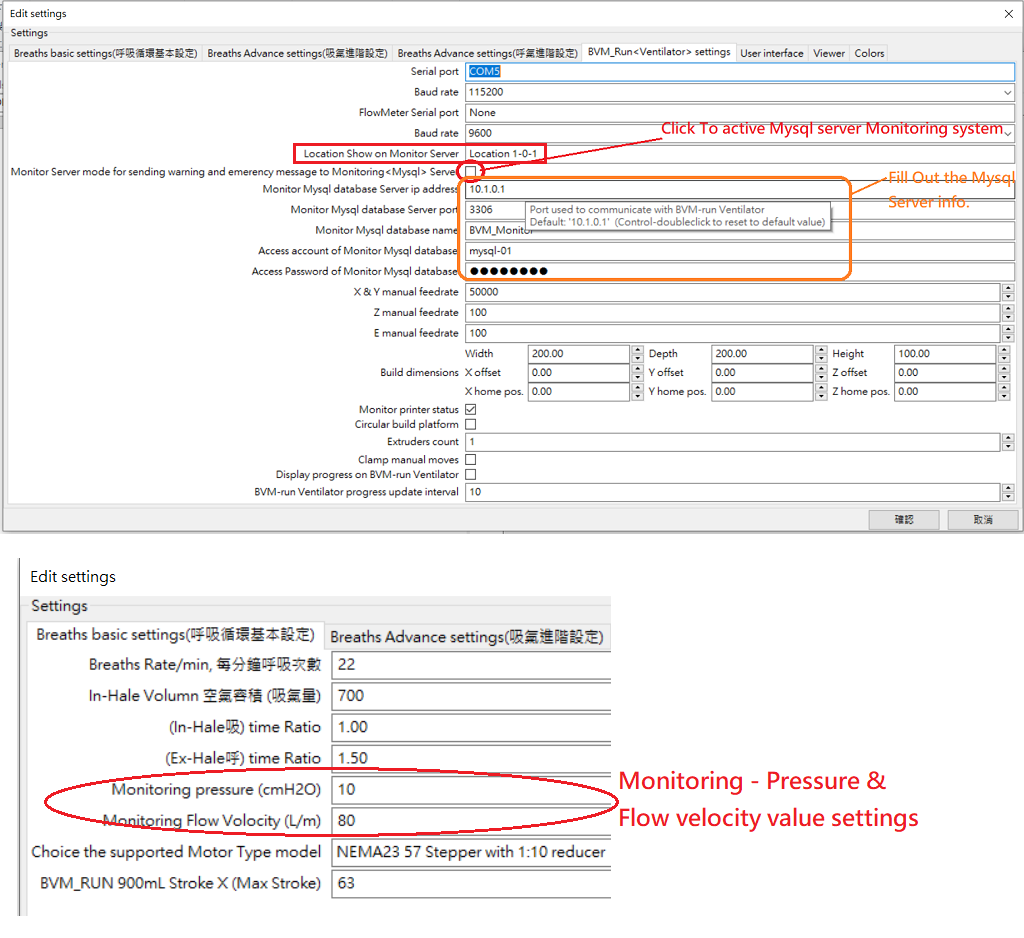 Edit settings
Settings
Breaths basic settings(呼吸循環基本設定) Breaths Advance settings(吸氣進階設定) Breaths Advance settings(呼氣進階設定) BVM_Run<Ventilator> settings User interface Viewer Colors
Serial port COM5
Baud rate 115200
FlowMeter Serial port None
Baud rate 9600
Click To active Mysql server Monitoring system
Location Show on Monitor Server Location 1-0-1
Monitor Server mode for sending warning and emerency message to Monitoring<Mysql> Server
Fill Out the Mysql
Server info.
Monitor Mysql database Server ip address 10.1.0.1
Monitor Mysql database Server port 3306
Port used to communicate with BVM-run Ventilator
Default: '10.1.0.1' (Control-doubleclick to reset to default value)
Monitor Mysql database name BVM_Monitor
Access account of Monitor Mysql database mysql-01
Access Password of Monitor Mysql database ●●●●●●●●
X & Y manual feedrate 50000
Z manual feedrate 100
E manual feedrate 100
Width 200.00 Depth 200.00 Height 100.00
Build dimensions X offset 0.00 Y offset 0.00 Z offset 0.00
X home pos. 0.00 Y home pos. 0.00 Z home pos. 0.00
Monitor printer status
Circular build platform
Extruders count 1
Clamp manual moves
Display progress on BVM-run Ventilator
BVM-run Ventilator progress update interval 10
確認 取消
Edit settings
Settings
Breaths basic settings(呼吸循環基本設定) Breaths Advance settings(吸氣進階設定)
Breaths Rate/min, 每分鐘呼吸次數 22
In-Hale Volumn 空氣容積 (吸氣量) 700
(In-Hale吸) time Ratio 1.00
(Ex-Hale呼) time Ratio 1.50
Monitoring pressure (cmH2O) 10
Monitoring Flow Volocity (L/m) 80
Monitoring - Pressure &
Flow velocity value settings
Choice the supported Motor Type model NEMA23 57 Stepper with 1:10 reducer
BVM_RUN 900mL Stroke X (Max Stroke) 63